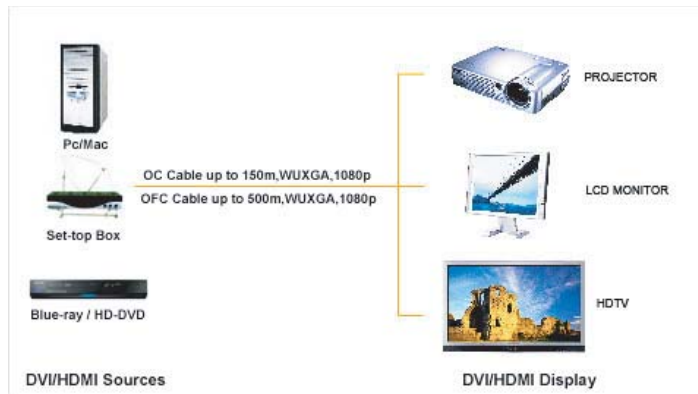 Pc/Mac
Set-top Box
Blue-ray / HD-DVD
DVI/HDMI Sources
OC Cable up to 150m,WUXGA,1080p
OFC Cable up to 500m,WUXGA,1080p
PROJECTOR
LCD MONITOR
HDTV
DVI/HDMI Display